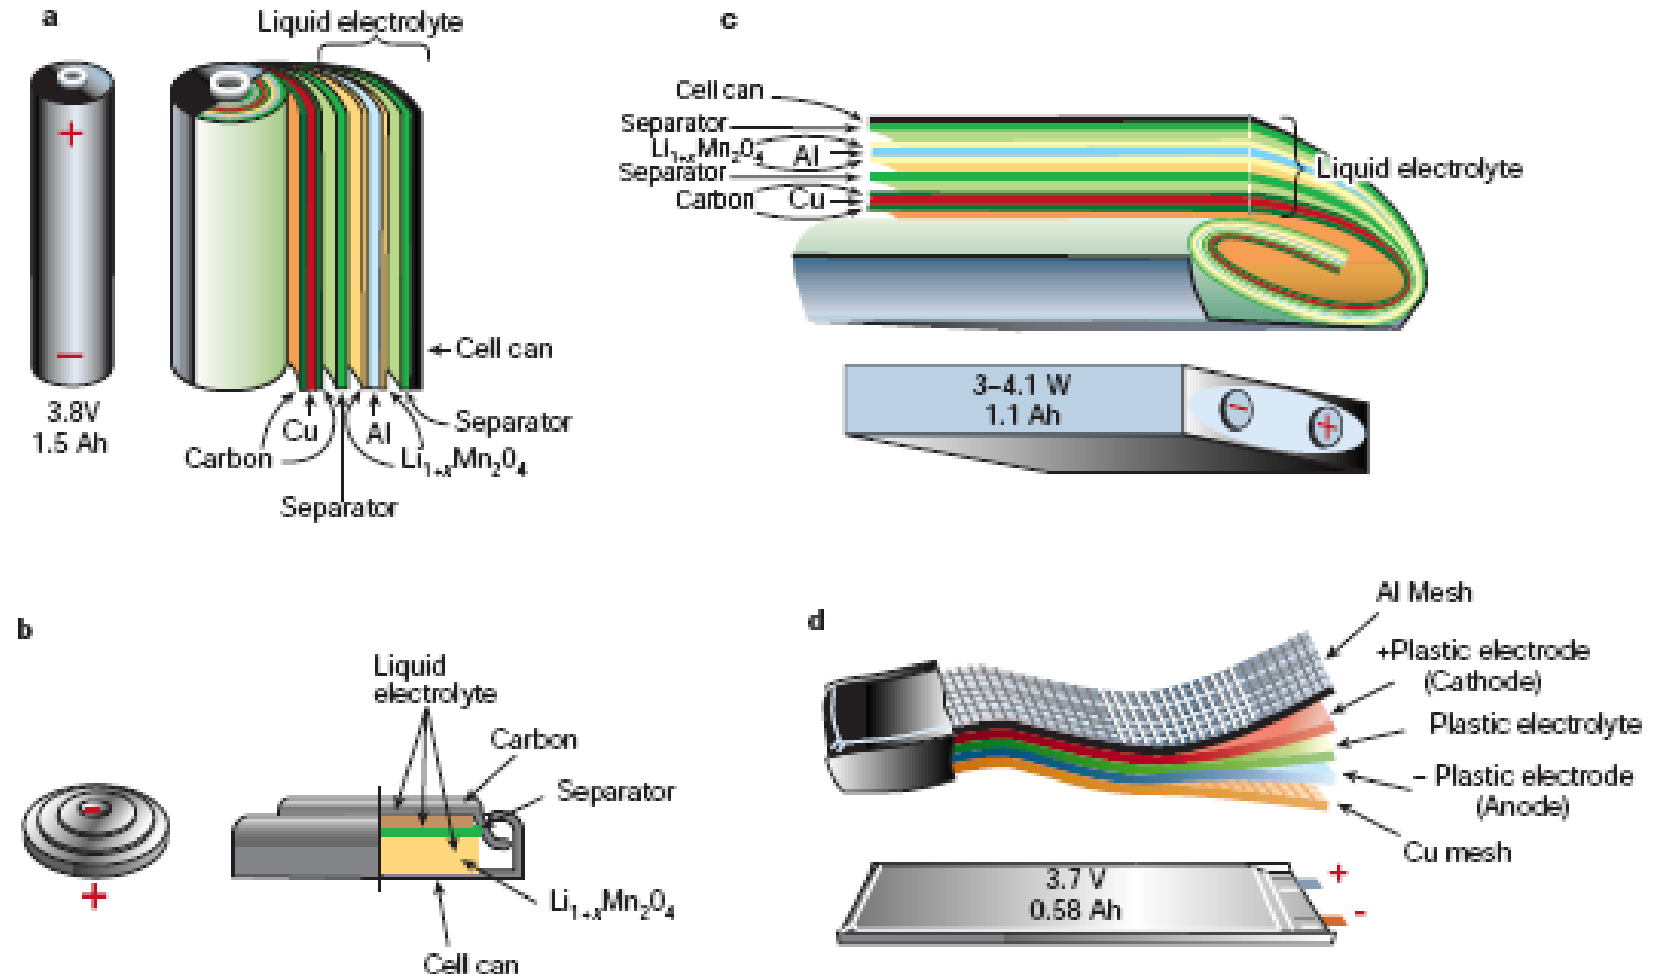 a
Liquid electrolyte
+
−
3.8V
1.5 Ah
Cell can
Separator
Cu
Al
Carbon
Li₁₊ₓMn₂O₄
Separator
c
Cell can
Separator
Li₁₊ₓMn₂O₄
Al
Separator
Carbon
Cu
Liquid electrolyte
3–4.1 W
1.1 Ah
−
+
b
Liquid
electrolyte
Carbon
Separator
−
+
Li₁₊ₓMn₂O₄
Cell can
d
Al Mesh
+Plastic electrode
(Cathode)
Plastic electrolyte
– Plastic electrode
(Anode)
Cu mesh
3.7 V
0.58 Ah
+
-